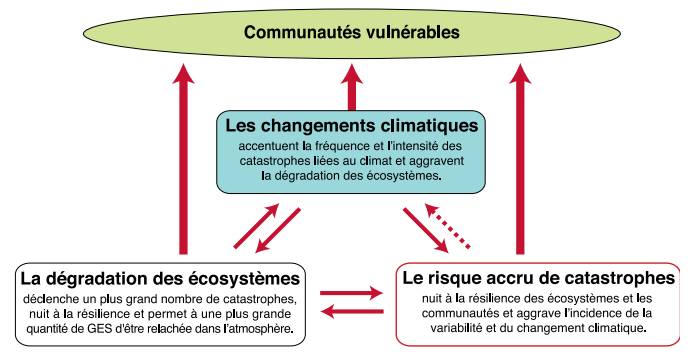 Communautés vulnérables
Les changements climatiques
accentuent la fréquence et l'intensité des
catastrophes liées au climat et aggravent
la dégradation des écosystèmes.
La dégradation des écosystèmes
déclenche un plus grand nombre de catastrophes,
nuit à la résilience et permet à une plus grande
quantité de GES d'être relachée dans l'atmosphère.
Le risque accru de catastrophes
nuit à la résilience des écosystèmes et les
communautés et aggrave l'incidence de la
variabilité et du changement climatique.